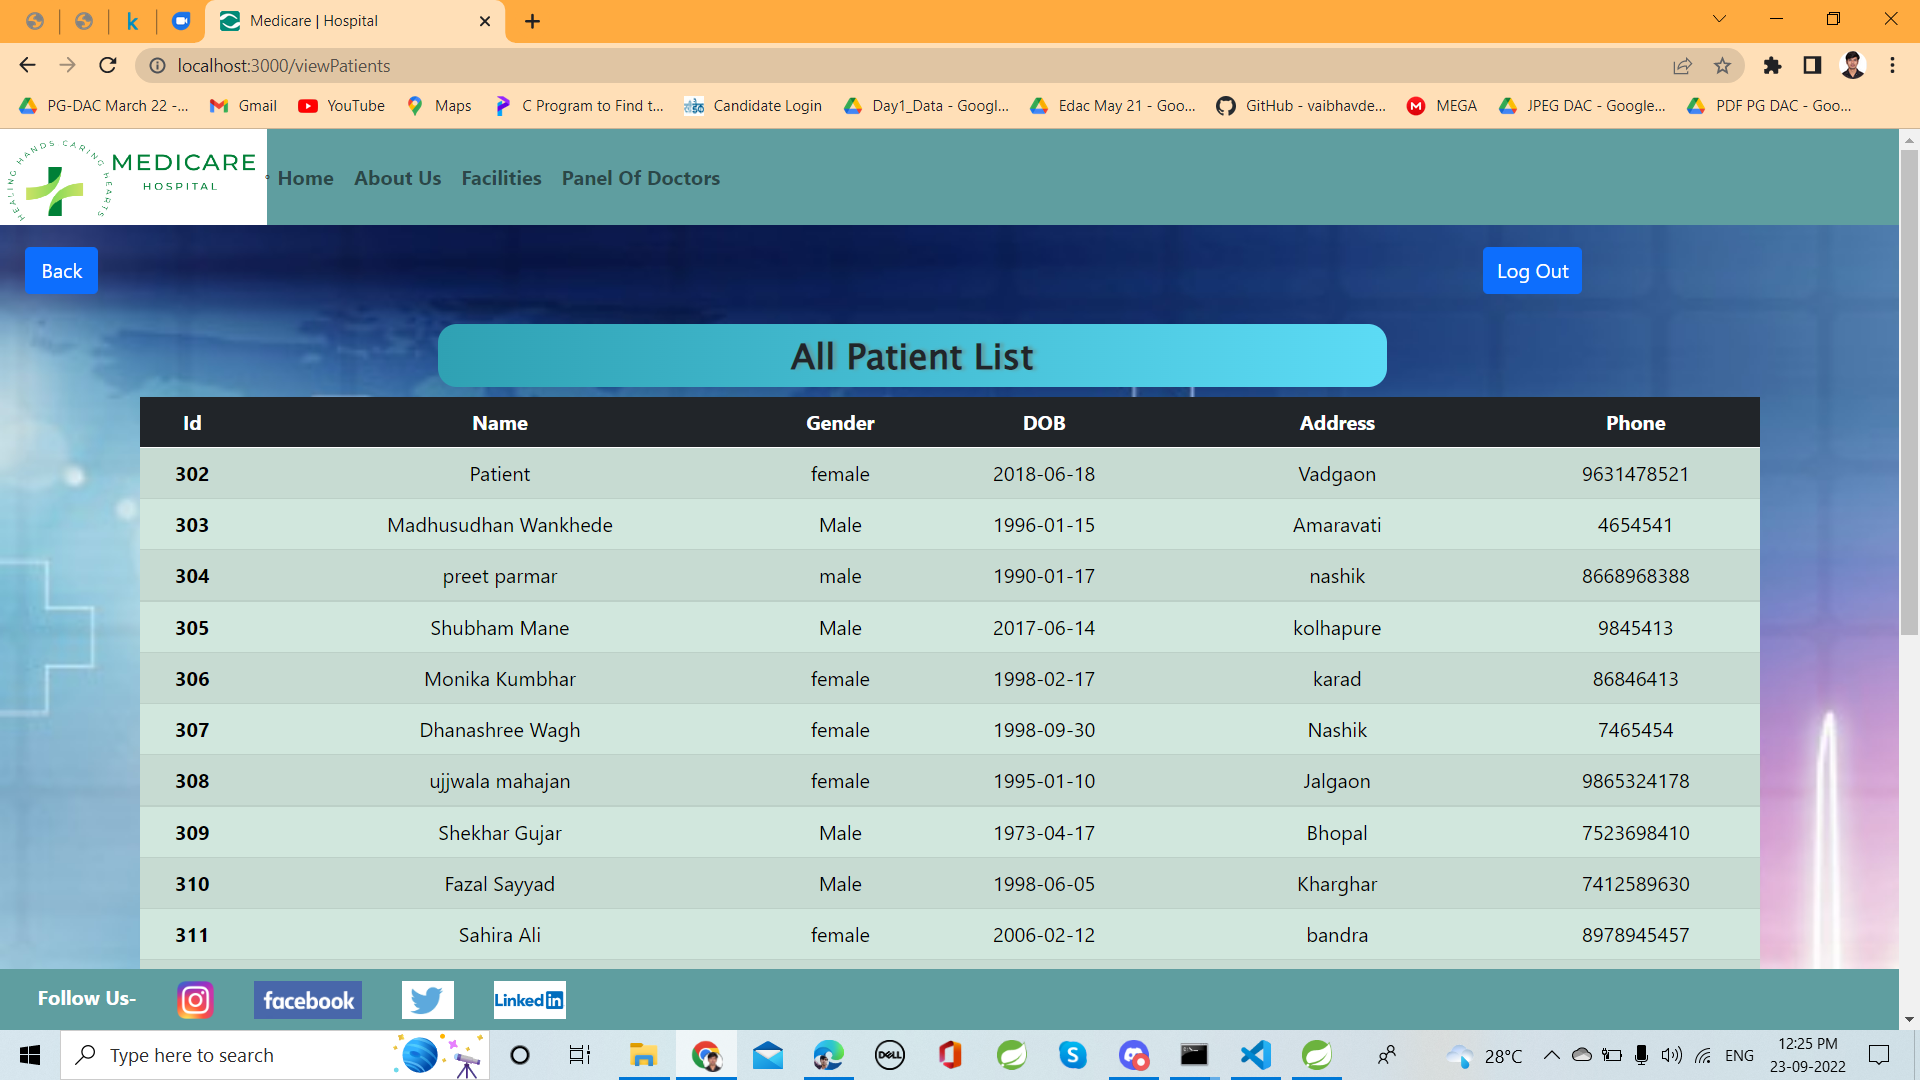 Medicare | Hospital
localhost:3000/viewPatients
PG-DAC March 22 -... Gmail YouTube Maps C Program to Find t... Candidate Login Day1_Data - Googl... Edac May 21 - Goo... GitHub - vaibhavde... MEGA JPEG DAC - Google... PDF PG DAC - Goo...
HEALING HANDS CARING HEARTS
MEDICARE
HOSPITAL
Home About Us Facilities Panel Of Doctors
Back Log Out
All Patient List
Id Name Gender DOB Address Phone
302 Patient female 2018-06-18 Vadgaon 9631478521
303 Madhusudhan Wankhede Male 1996-01-15 Amaravati 4654541
304 preet parmar male 1990-01-17 nashik 8668968388
305 Shubham Mane Male 2017-06-14 kolhapure 9845413
306 Monika Kumbhar female 1998-02-17 karad 86846413
307 Dhanashree Wagh female 1998-09-30 Nashik 7465454
308 ujjwala mahajan female 1995-01-10 Jalgaon 9865324178
309 Shekhar Gujar Male 1973-04-17 Bhopal 7523698410
310 Fazal Sayyad Male 1998-06-05 Kharghar 7412589630
311 Sahira Ali female 2006-02-12 bandra 8978945457
Follow Us- facebook Linked in
Type here to search DELL 28°C ENG 12:25 PM
23-09-2022